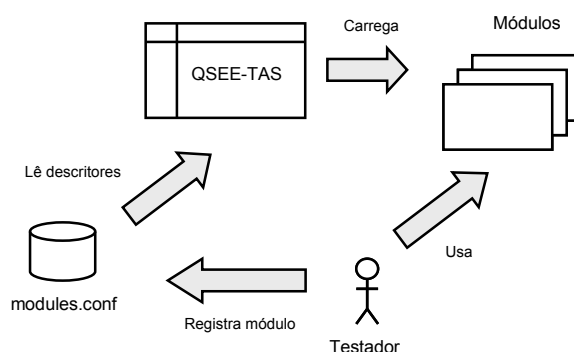 Carrega
Módulos
QSEE-TAS
Lê descritores
Usa
modules.conf
Registra módulo
Testador